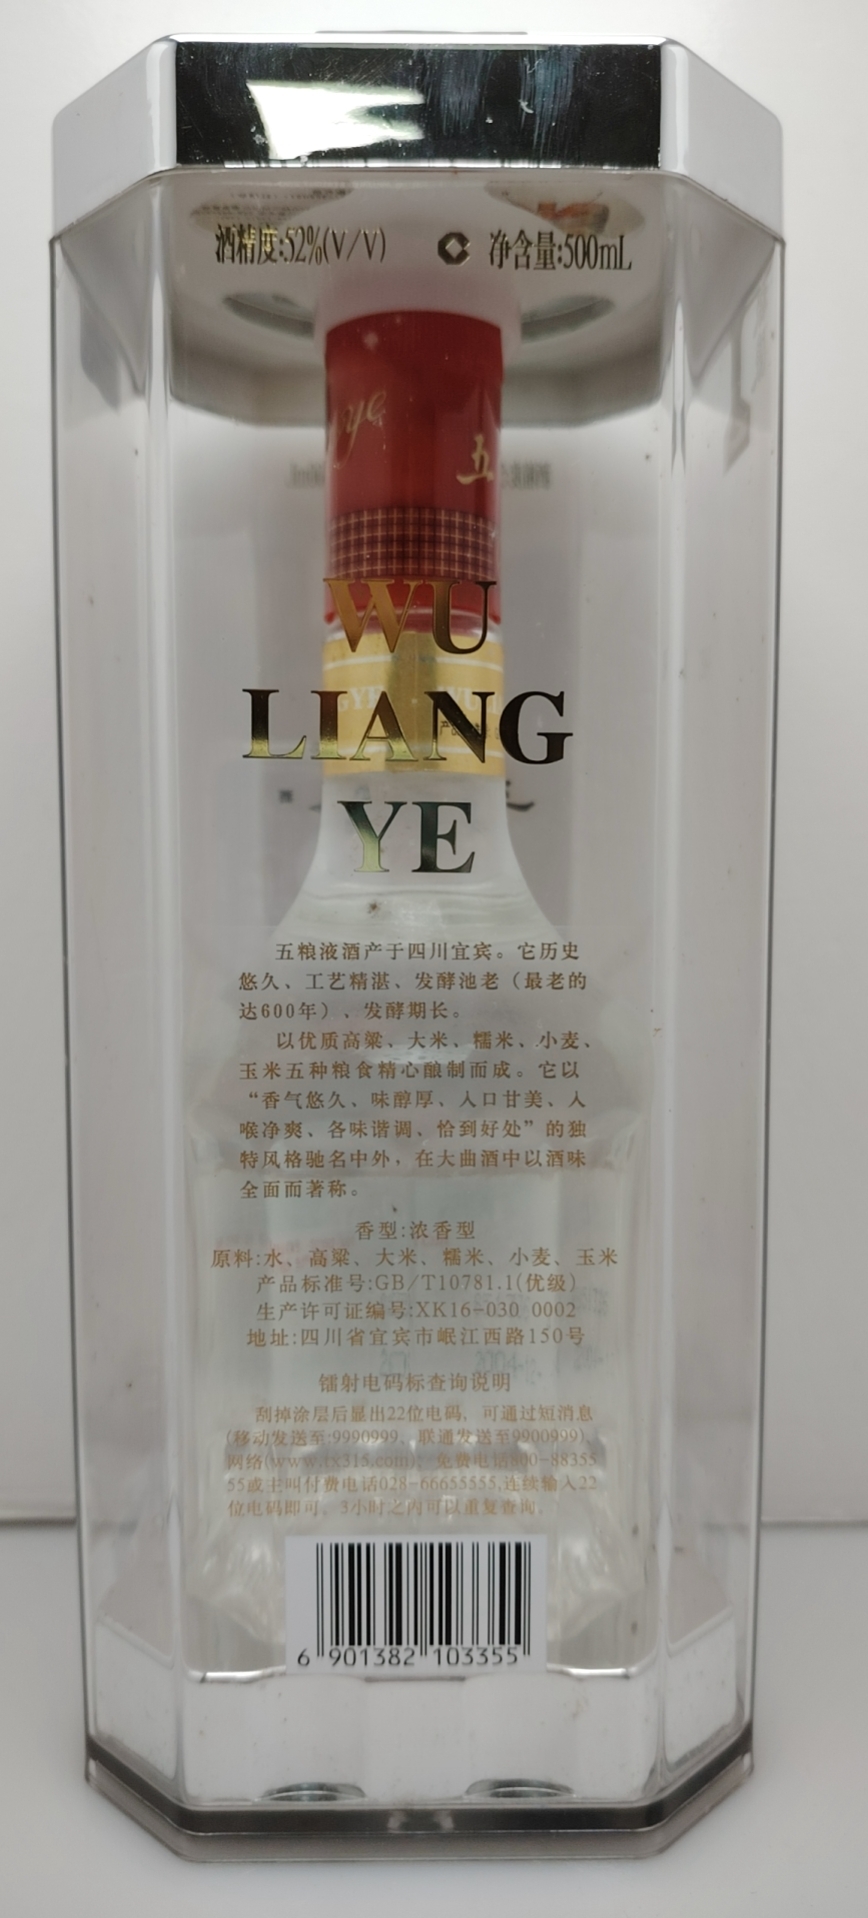 酒精度:52%(V/V) 净含量:500mL
ye
五
WU
LIANG
YE
五粮液酒产于四川宜宾。它历史
悠久、工艺精湛、发酵池老（最老的
达600年）、发酵期长。
以优质高粱、大米、糯米、小麦、
玉米五种粮食精心酿制而成。它以
“香气悠久、味醇厚、入口甘美、入
喉净爽、各味谐调、恰到好处”的独
特风格驰名中外，在大曲酒中以酒味
全面而著称。
香型:浓香型
原料:水、高粱、大米、糯米、小麦、玉米
产品标准号:GB/T10781.1(优级)
生产许可证编号:XK16-030 0002
地址:四川省宜宾市岷江西路150号
镭射电码标查询说明
刮掉涂层后显出22位电码，可通过短消息
(移动发送至:9990999、联通发送至9900999)、
网络(www.tx315.com)；免费电话800-88355
55或主叫付费电话028-66655555,连续输入22
位电码即可，3小时之内可以重复查询。
6 901382 103355